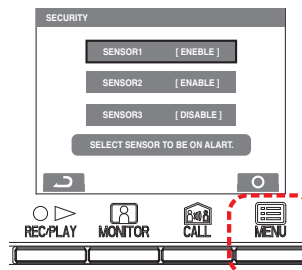 SECURITY
SENSOR1 [ ENEBLE ]
SENSOR2 [ ENABLE ]
SENSOR3 [ DISABLE ]
SELECT SENSOR TO BE ON ALART.
REC/PLAY MONITOR CALL MENU